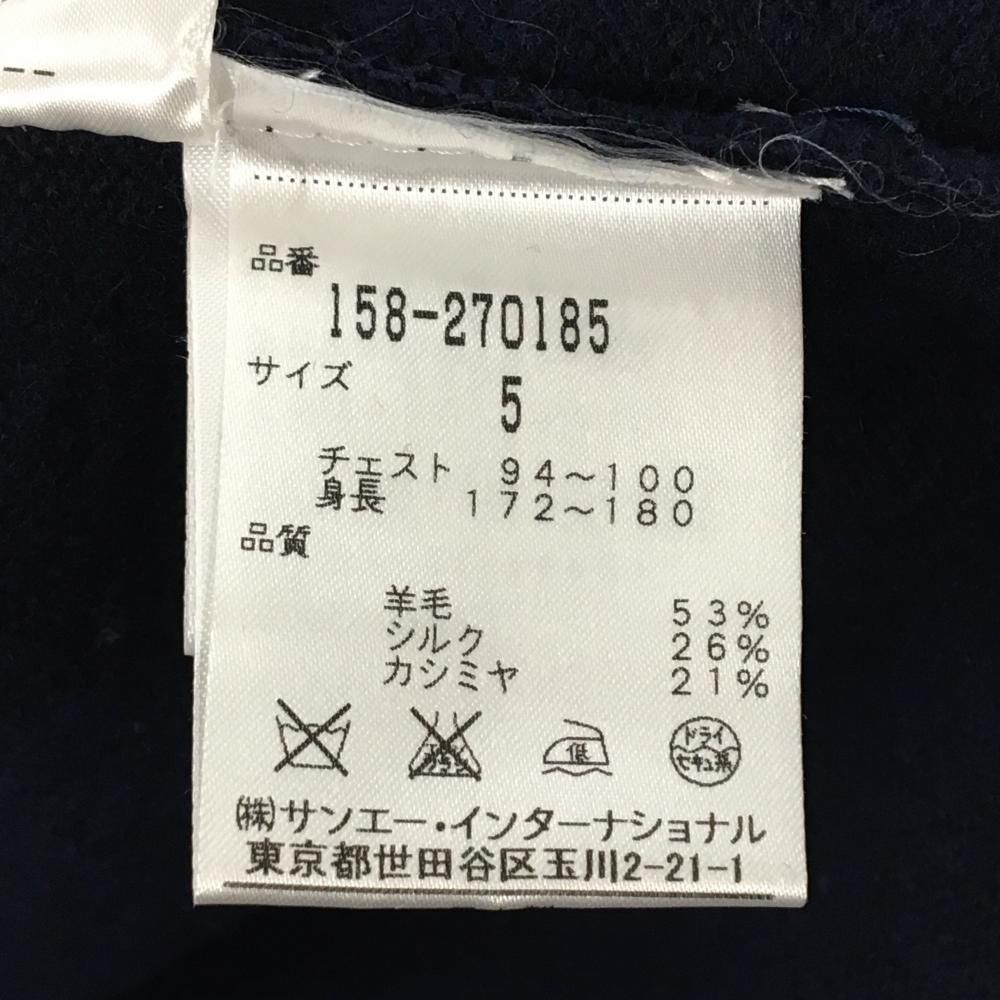 品番
158-270185
サイズ
5
チェスト 94~100
身長 172~180
品質
羊毛 53%
シルク 26%
カシミヤ 21%
低
ドライ
セキユ系
㈱サンエー・インターナショナル
東京都世田谷区玉川2-21-1